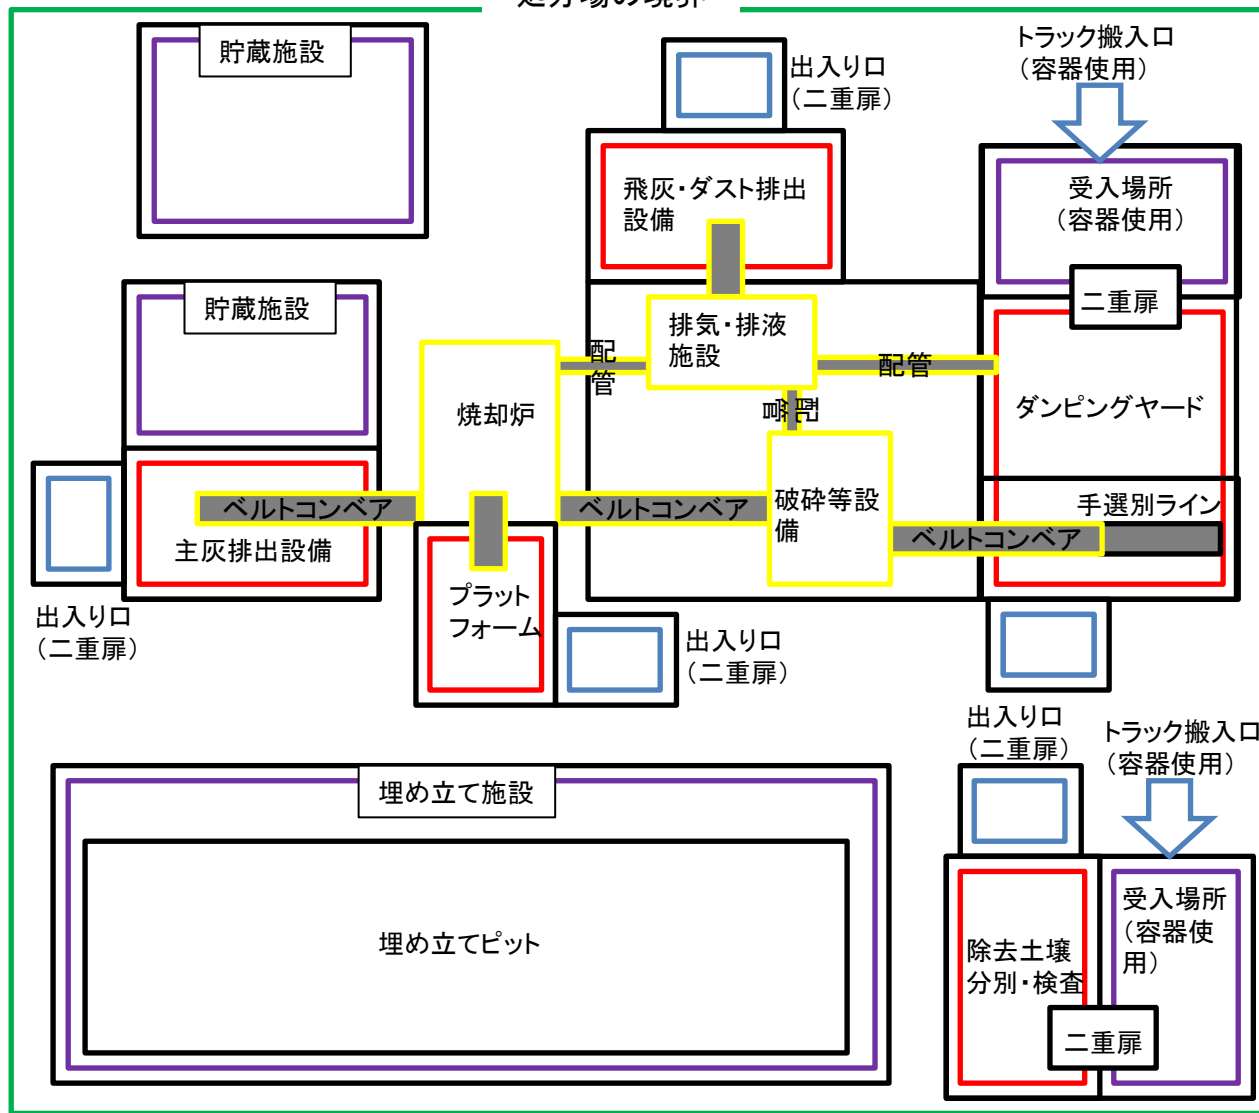 処分場の境界
貯蔵施設
出入り口
（二重扉）
トラック搬入口
（容器使用）
飛灰・ダスト排出
設備
受入場所
（容器使用）
二重扉
貯蔵施設
排気・排液
施設
配
管
配管
配管
焼却炉
ダンピングヤード
ベルトコンベア
ベルトコンベア
破砕等設
備
手選別ライン
ベルトコンベア
主灰排出設備
プラット
フォーム
出入り口
（二重扉）
出入り口
（二重扉）
出入り口
（二重扉）
トラック搬入口
（容器使用）
埋め立て施設
埋め立てピット
除去土壌
分別・検査
受入場所
（容器使
用）
二重扉